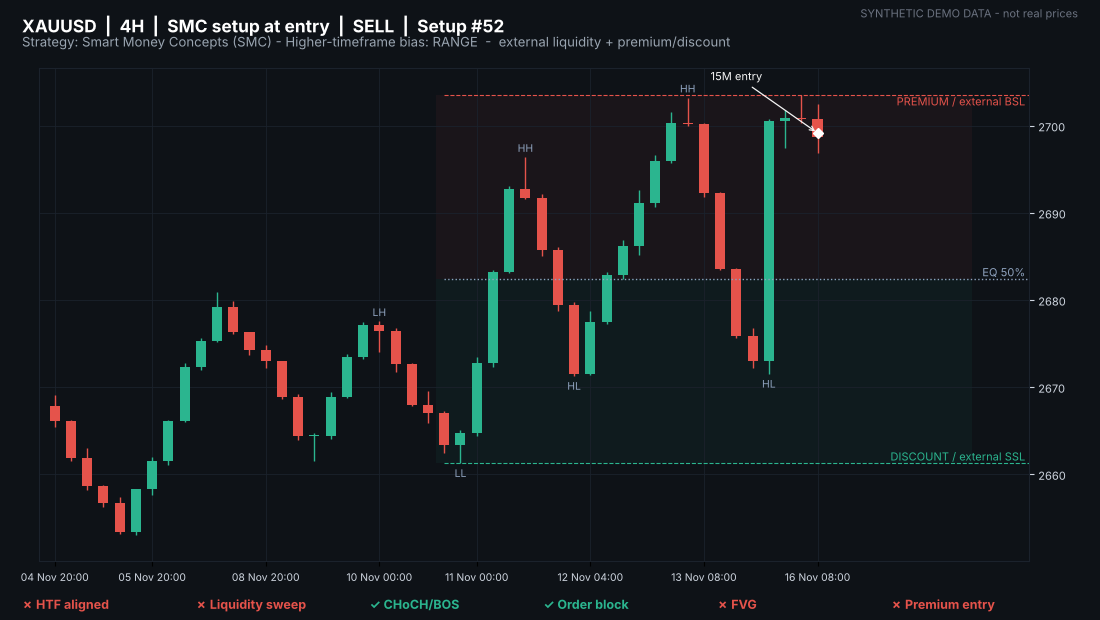 XAUUSD | 4H | SMC setup at entry | SELL | Setup #52
SYNTHETIC DEMO DATA - not real prices
Strategy: Smart Money Concepts (SMC) - Higher-timeframe bias: RANGE - external liquidity + premium/discount
15M entry
HH
PREMIUM / external BSL
2700
HH
2690
EQ 50%
2680
LH
HL
HL
2670
DISCOUNT / external SSL
LL
2660
04 Nov 20:00 05 Nov 20:00 08 Nov 20:00 10 Nov 00:00 11 Nov 00:00 12 Nov 04:00 13 Nov 08:00 16 Nov 08:00
× HTF aligned × Liquidity sweep ✓ CHoCH/BOS ✓ Order block × FVG × Premium entry